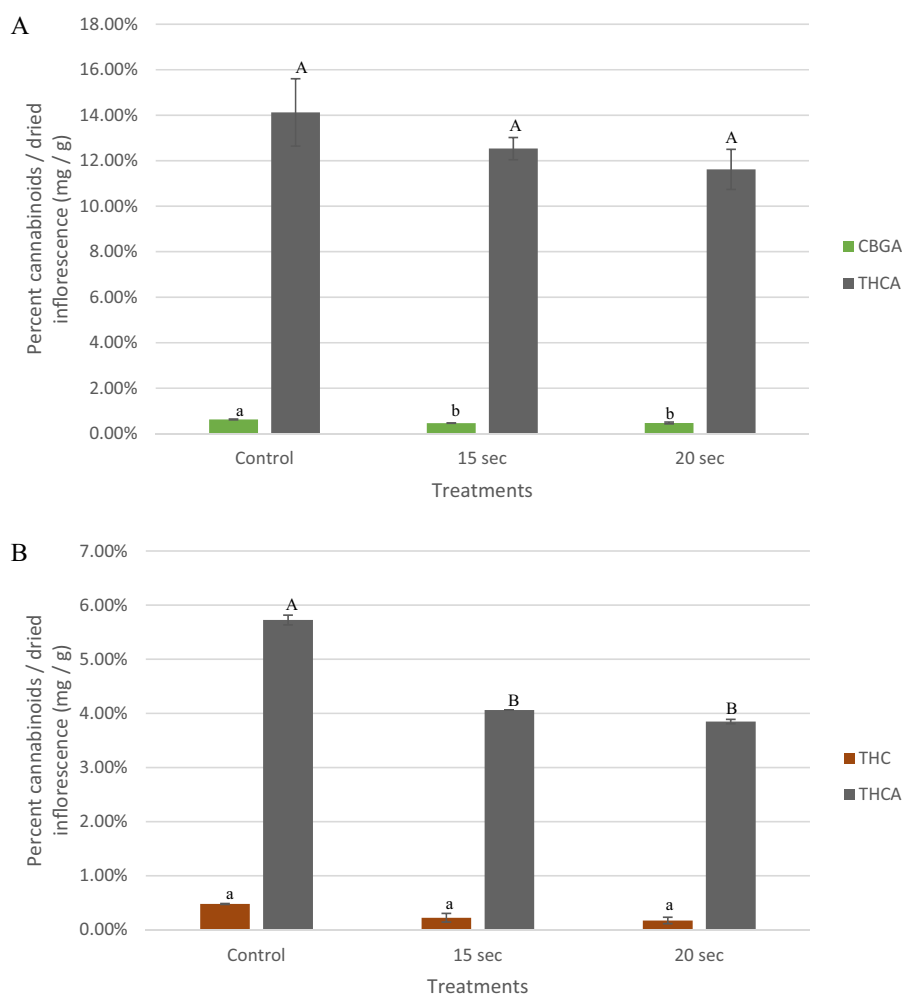 A
18.00%
16.00%
14.00%
12.00%
10.00%
8.00%
6.00%
4.00%
2.00%
0.00%
Percent cannabinoids / dried
inflorescence (mg / g)
A
A
A
a
b
b
Control
15 sec
20 sec
Treatments
CBGA
THCA
B
7.00%
6.00%
5.00%
4.00%
3.00%
2.00%
1.00%
0.00%
Percent cannabinoids / dried
inflorescence (mg / g)
A
B
B
a
a
a
Control
15 sec
20 sec
Treatments
THC
THCA